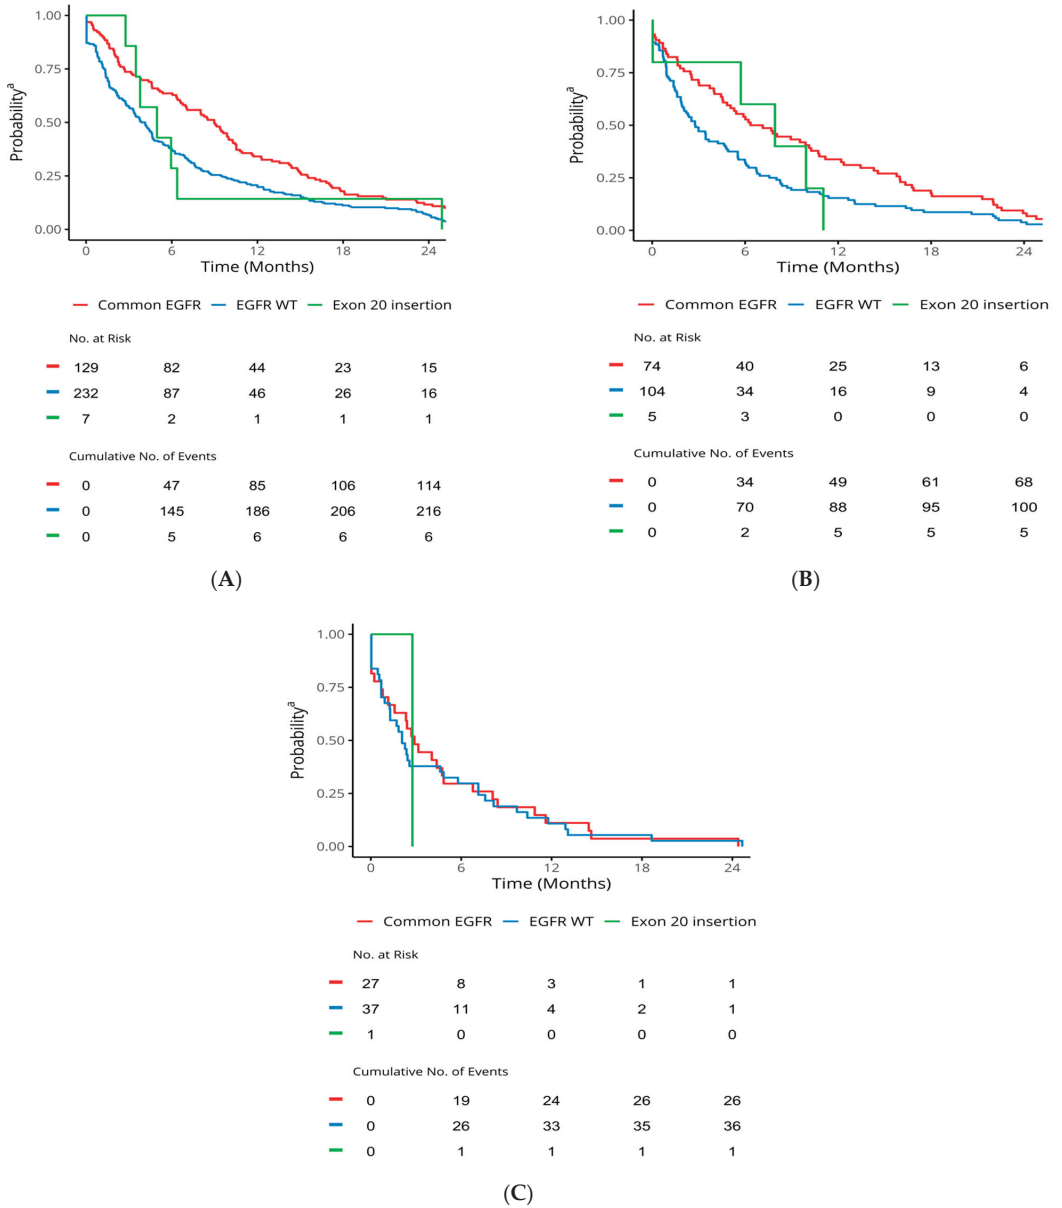 1.00
0.75
0.50
0.25
0.00
Probabilityᵃ
0 6 12 18 24
Time (Months)
Common EGFR EGFR WT Exon 20 insertion
No. at Risk
129 82 44 23 15
232 87 46 26 16
7 2 1 1 1
Cumulative No. of Events
0 47 85 106 114
0 145 186 206 216
0 5 6 6 6
(A)
1.00
0.75
0.50
0.25
0.00
Probabilityᵃ
0 6 12 18 24
Time (Months)
Common EGFR EGFR WT Exon 20 insertion
No. at Risk
74 40 25 13 6
104 34 16 9 4
5 3 0 0 0
Cumulative No. of Events
0 34 49 61 68
0 70 88 95 100
0 2 5 5 5
(B)
1.00
0.75
0.50
0.25
0.00
Probabilityᵃ
0 6 12 18 24
Time (Months)
Common EGFR EGFR WT Exon 20 insertion
No. at Risk
27 8 3 1 1
37 11 4 2 1
1 0 0 0 0
Cumulative No. of Events
0 19 24 26 26
0 26 33 35 36
0 1 1 1 1
(C)